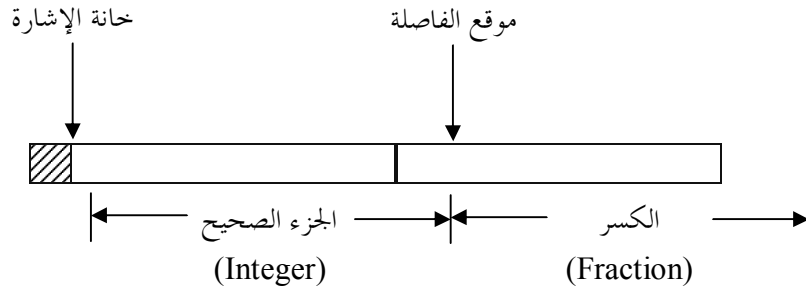 خانة الإشارة
موقع الفاصلة
الجزء الصحيح
(Integer)
الكسر
(Fraction)